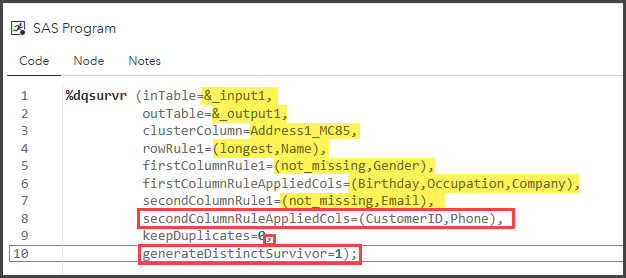 SAS Program
Code Node Notes
1 %dqsurvr (inTable=&_input1,
2 outTable=&_output1,
3 clusterColumn=Address1_MC85,
4 rowRule1=(longest,Name),
5 firstColumnRule1=(not_missing,Gender),
6 firstColumnRuleAppliedCols=(Birthday,Occupation,Company),
7 secondColumnRule1=(not_missing,Email),
8 secondColumnRuleAppliedCols=(CustomerID,Phone),
9 keepDuplicates=0,
10 generateDistinctSurvivor=1);